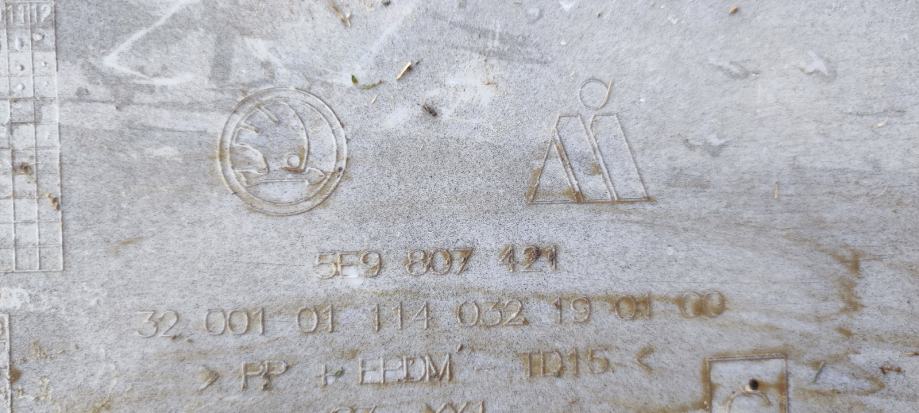 5E9 807 421
32 001 01 114 032 19 01 00
> PP + EPDM - TD15 <